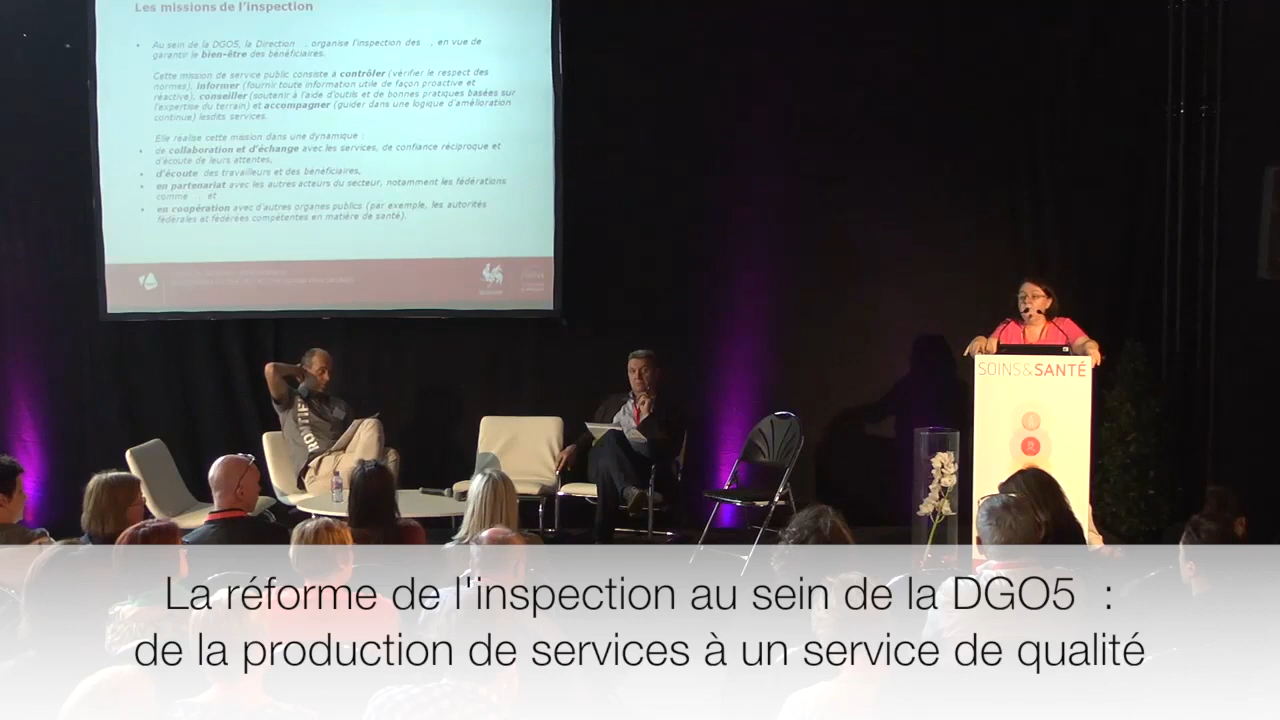 Les missions de l'inspection
• Au sein de la DGO5, la Direction . organise l'inspection des ., en vue de
garantir le bien-être des bénéficiaires.
Cette mission de service public consiste à contrôler (vérifier le respect des
normes), informer (fournir toute information utile de façon proactive et
réactive), conseiller (soutenir à l'aide d'outils et de bonnes pratiques basées sur
l'expertise du terrain) et accompagner (guider dans une logique d'amélioration
continue) lesdits services.
Elle réalise cette mission dans une dynamique :
• de collaboration et d'échange avec les services, de confiance réciproque et
d'écoute de leurs attentes,
• d'écoute des travailleurs et des bénéficiaires,
• en partenariat avec les autres acteurs du secteur, notamment les fédérations
comme . et
• en coopération avec d'autres organes publics (par exemple, les autorités
fédérales et fédérées compétentes en matière de santé).
SOINS&SANTÉ
La réforme de l'inspection au sein de la DGO5 :
de la production de services à un service de qualité